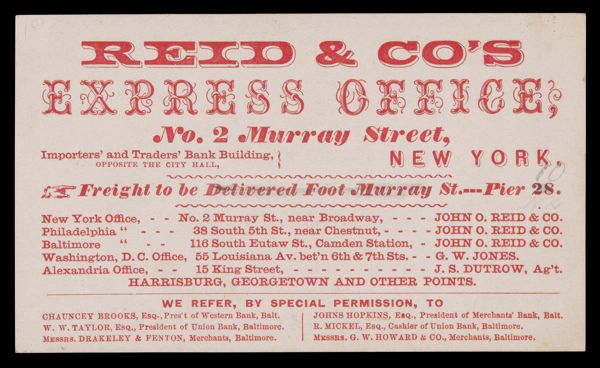 REID & CO'S
EXPRESS OFFICE,
No. 2 Murray Street,
Importers' and Traders' Bank Building,
OPPOSITE THE CITY HALL,
NEW YORK.
Freight to be Delivered Foot Murray St.---Pier 28.
New York Office, - - No. 2 Murray St., near Broadway, - - - - JOHN O. REID & CO.
Philadelphia " - - - 38 South 5th St., near Chestnut, - - - - JOHN O. REID & CO.
Baltimore " - - 116 South Eutaw St., Camden Station, - - JOHN O. REID & CO.
Washington, D. C. Office, 55 Louisiana Av. bet'n 6th & 7th Sts. - - G. W. JONES.
Alexandria Office, - - 15 King Street, - - - - - - - - - J. S. DUTROW, Ag't.
HARRISBURG, GEORGETOWN AND OTHER POINTS.
WE REFER, BY SPECIAL PERMISSION, TO
CHAUNCEY BROOKS, Esq., Pres't of Western Bank, Balt.
W. W. TAYLOR, Esq., President of Union Bank, Baltimore.
MESSRS. DRAKELEY & FENTON, Merchants, Baltimore.
JOHNS HOPKINS, Esq., President of Merchants' Bank, Balt.
R. MICKEL, Esq., Cashier of Union Bank, Baltimore.
MESSRS. G. W. HOWARD & CO., Merchants, Baltimore.